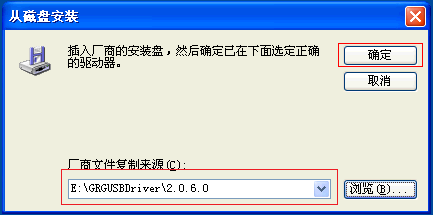 从磁盘安装
插入厂商的安装盘，然后确定已在下面选定正确
的驱动器。
确定
取消
厂商文件复制来源(C):
E:\GRGUSBDriver\2.0.6.0
浏览(B)...